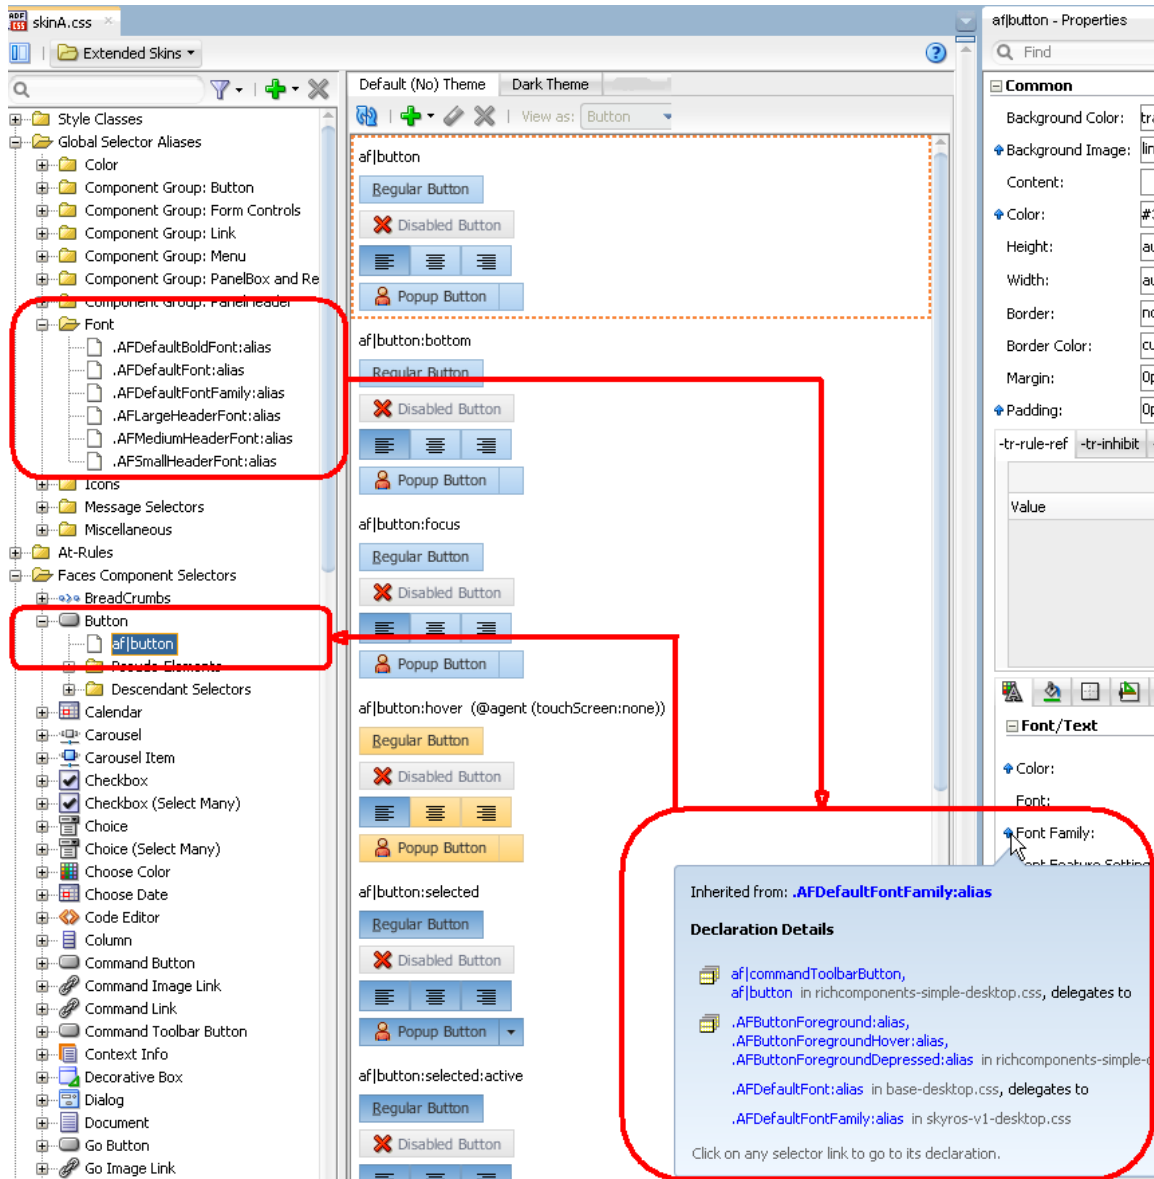 skinA.css
Extended Skins
Style Classes
Global Selector Aliases
Color
Component Group: Button
Component Group: Form Controls
Component Group: Link
Component Group: Menu
Component Group: PanelBox and Re
Component Group: PanelHeader
Font
.AFDefaultBoldFont:alias
.AFDefaultFont:alias
.AFDefaultFontFamily:alias
.AFLargeHeaderFont:alias
.AFMediumHeaderFont:alias
.AFSmallHeaderFont:alias
Icons
Message Selectors
Miscellaneous
At-Rules
Faces Component Selectors
BreadCrumbs
Button
af|button
Pseudo-Elements
Descendant Selectors
Calendar
Carousel
Carousel Item
Checkbox
Checkbox (Select Many)
Choice
Choice (Select Many)
Choose Color
Choose Date
Code Editor
Column
Command Button
Command Image Link
Command Link
Command Toolbar Button
Context Info
Decorative Box
Dialog
Document
Go Button
Go Image Link
Default (No) Theme
Dark Theme
View as: Button
af|button
Regular Button
Disabled Button
Popup Button
af|button:bottom
Regular Button
Disabled Button
Popup Button
af|button:focus
Regular Button
Disabled Button
Popup Button
af|button:hover (@agent (touchScreen:none))
Regular Button
Disabled Button
Popup Button
af|button:selected
Regular Button
Disabled Button
Popup Button
af|button:selected:active
Regular Button
Disabled Button
af|button - Properties
Find
Common
Background Color: tra
Background Image: lin
Content:
Color: #3
Height: au
Width: au
Border: no
Border Color: cu
Margin: 0p
Padding: 0p
-tr-rule-ref
-tr-inhibit
Value
Font/Text
Color:
Font:
Font Family:
Font Feature Setting
Inherited from: .AFDefaultFontFamily:alias
Declaration Details
af|commandToolbarButton,
af|button in richcomponents-simple-desktop.css, delegates to
.AFButtonForeground:alias,
.AFButtonForegroundHover:alias,
.AFButtonForegroundDepressed:alias in richcomponents-simple-d
.AFDefaultFont:alias in base-desktop.css, delegates to
.AFDefaultFontFamily:alias in skyros-v1-desktop.css
Click on any selector link to go to its declaration.